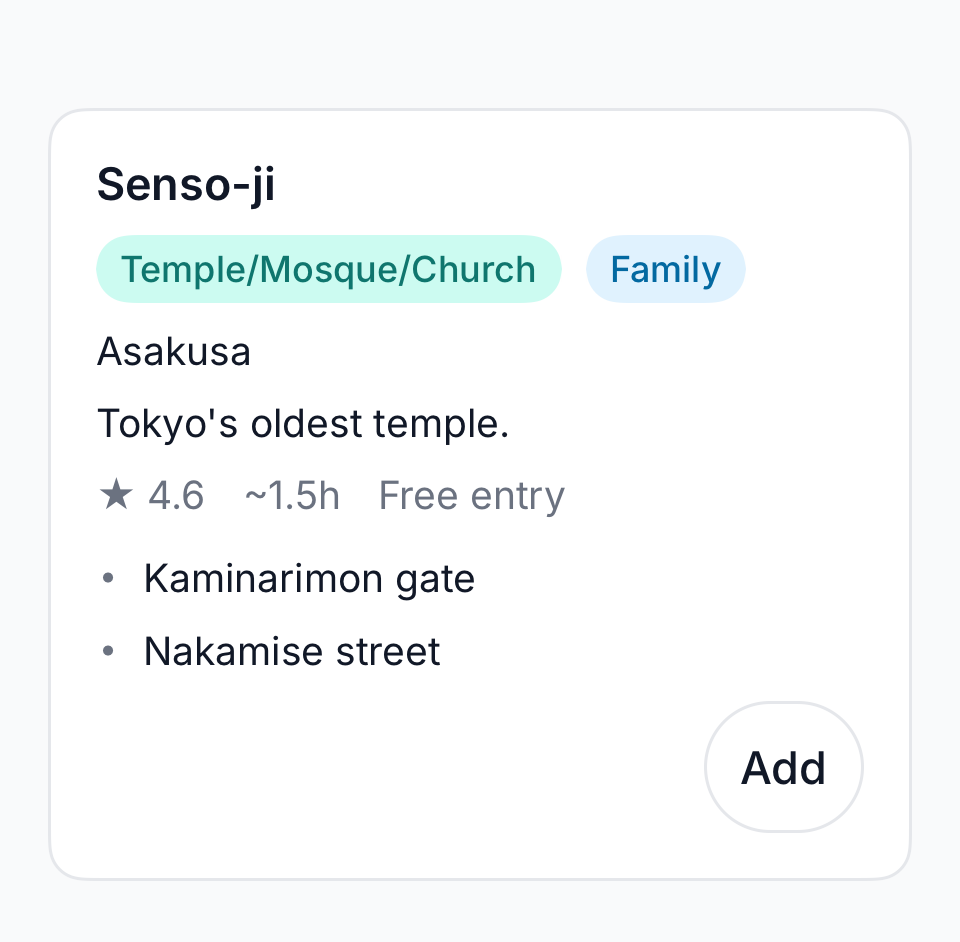 Senso-ji
Temple/Mosque/Church Family
Asakusa
Tokyo's oldest temple.
★ 4.6 ~1.5h Free entry
• Kaminarimon gate
• Nakamise street
Add